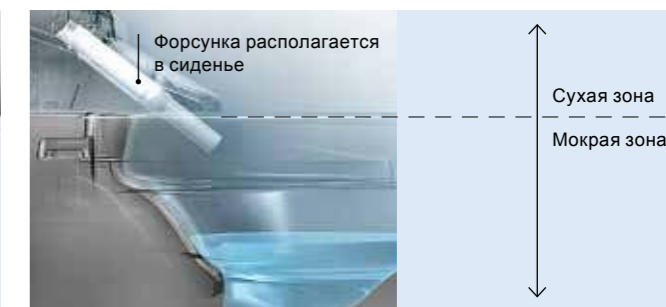 Форсунка располагается
в сиденье
Сухая зона
Мокрая зона